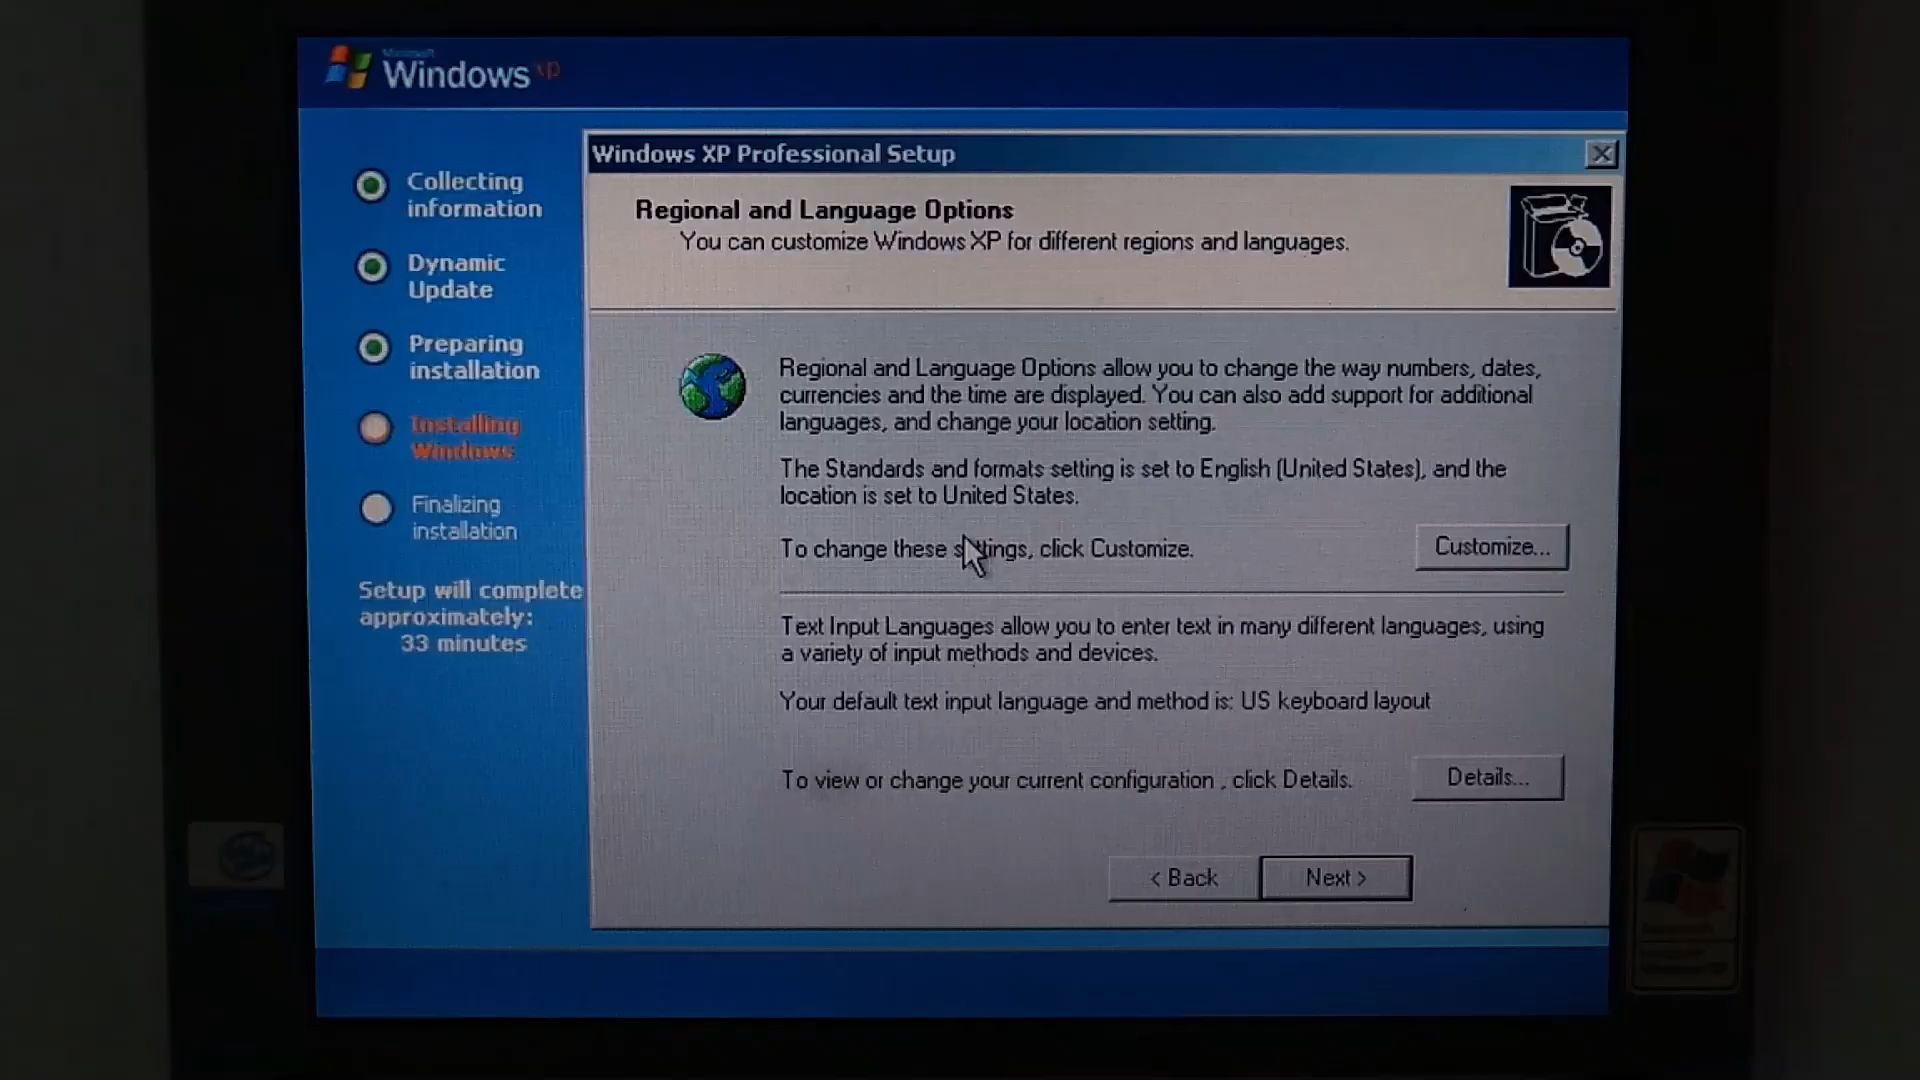 Microsoft
Windows xp
Collecting
information
Dynamic
Update
Preparing
installation
Installing
Windows
Finalizing
installation
Setup will complete
approximately:
33 minutes
Windows XP Professional Setup
Regional and Language Options
You can customize Windows XP for different regions and languages.
Regional and Language Options allow you to change the way numbers, dates,
currencies and the time are displayed. You can also add support for additional
languages, and change your location setting.
The Standards and formats setting is set to English (United States), and the
location is set to United States.
To change these settings, click Customize.
Customize...
Text Input Languages allow you to enter text in many different languages, using
a variety of input methods and devices.
Your default text input language and method is: US keyboard layout
To view or change your current configuration , click Details.
Details...
< Back
Next >